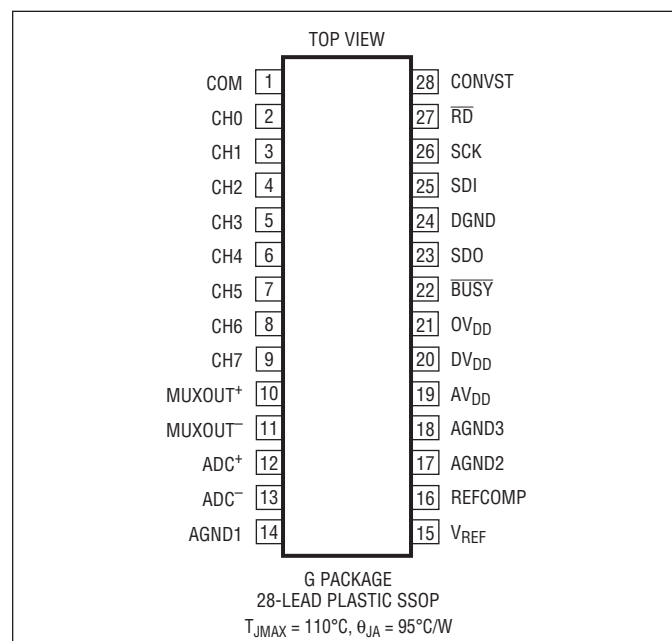 TOP VIEW
COM 1 28 CONVST
CH0 2 27 R̅D̅
CH1 3 26 SCK
CH2 4 25 SDI
CH3 5 24 DGND
CH4 6 23 SDO
CH5 7 22 B̅U̅S̅Y̅
CH6 8 21 OVDD
CH7 9 20 DVDD
MUXOUT+ 10 19 AVDD
MUXOUT– 11 18 AGND3
ADC+ 12 17 AGND2
ADC– 13 16 REFCOMP
AGND1 14 15 VREF
G PACKAGE
28-LEAD PLASTIC SSOP
TJMAX = 110°C, θJA = 95°C/W